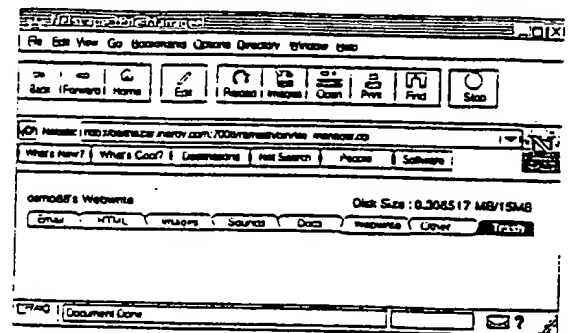 File Edit View Go Bookmarks Options Directory Window Help
Back Forward Home Edit Reload Images Open Print Find Stop
What's New? What's Cool? Destinations Net Search People Software
demo88's Webwrite Disk Size : 0.306517 MB/15MB
Email HTML Images Sounds Docs Webwrite Other Trash
Document Done ?